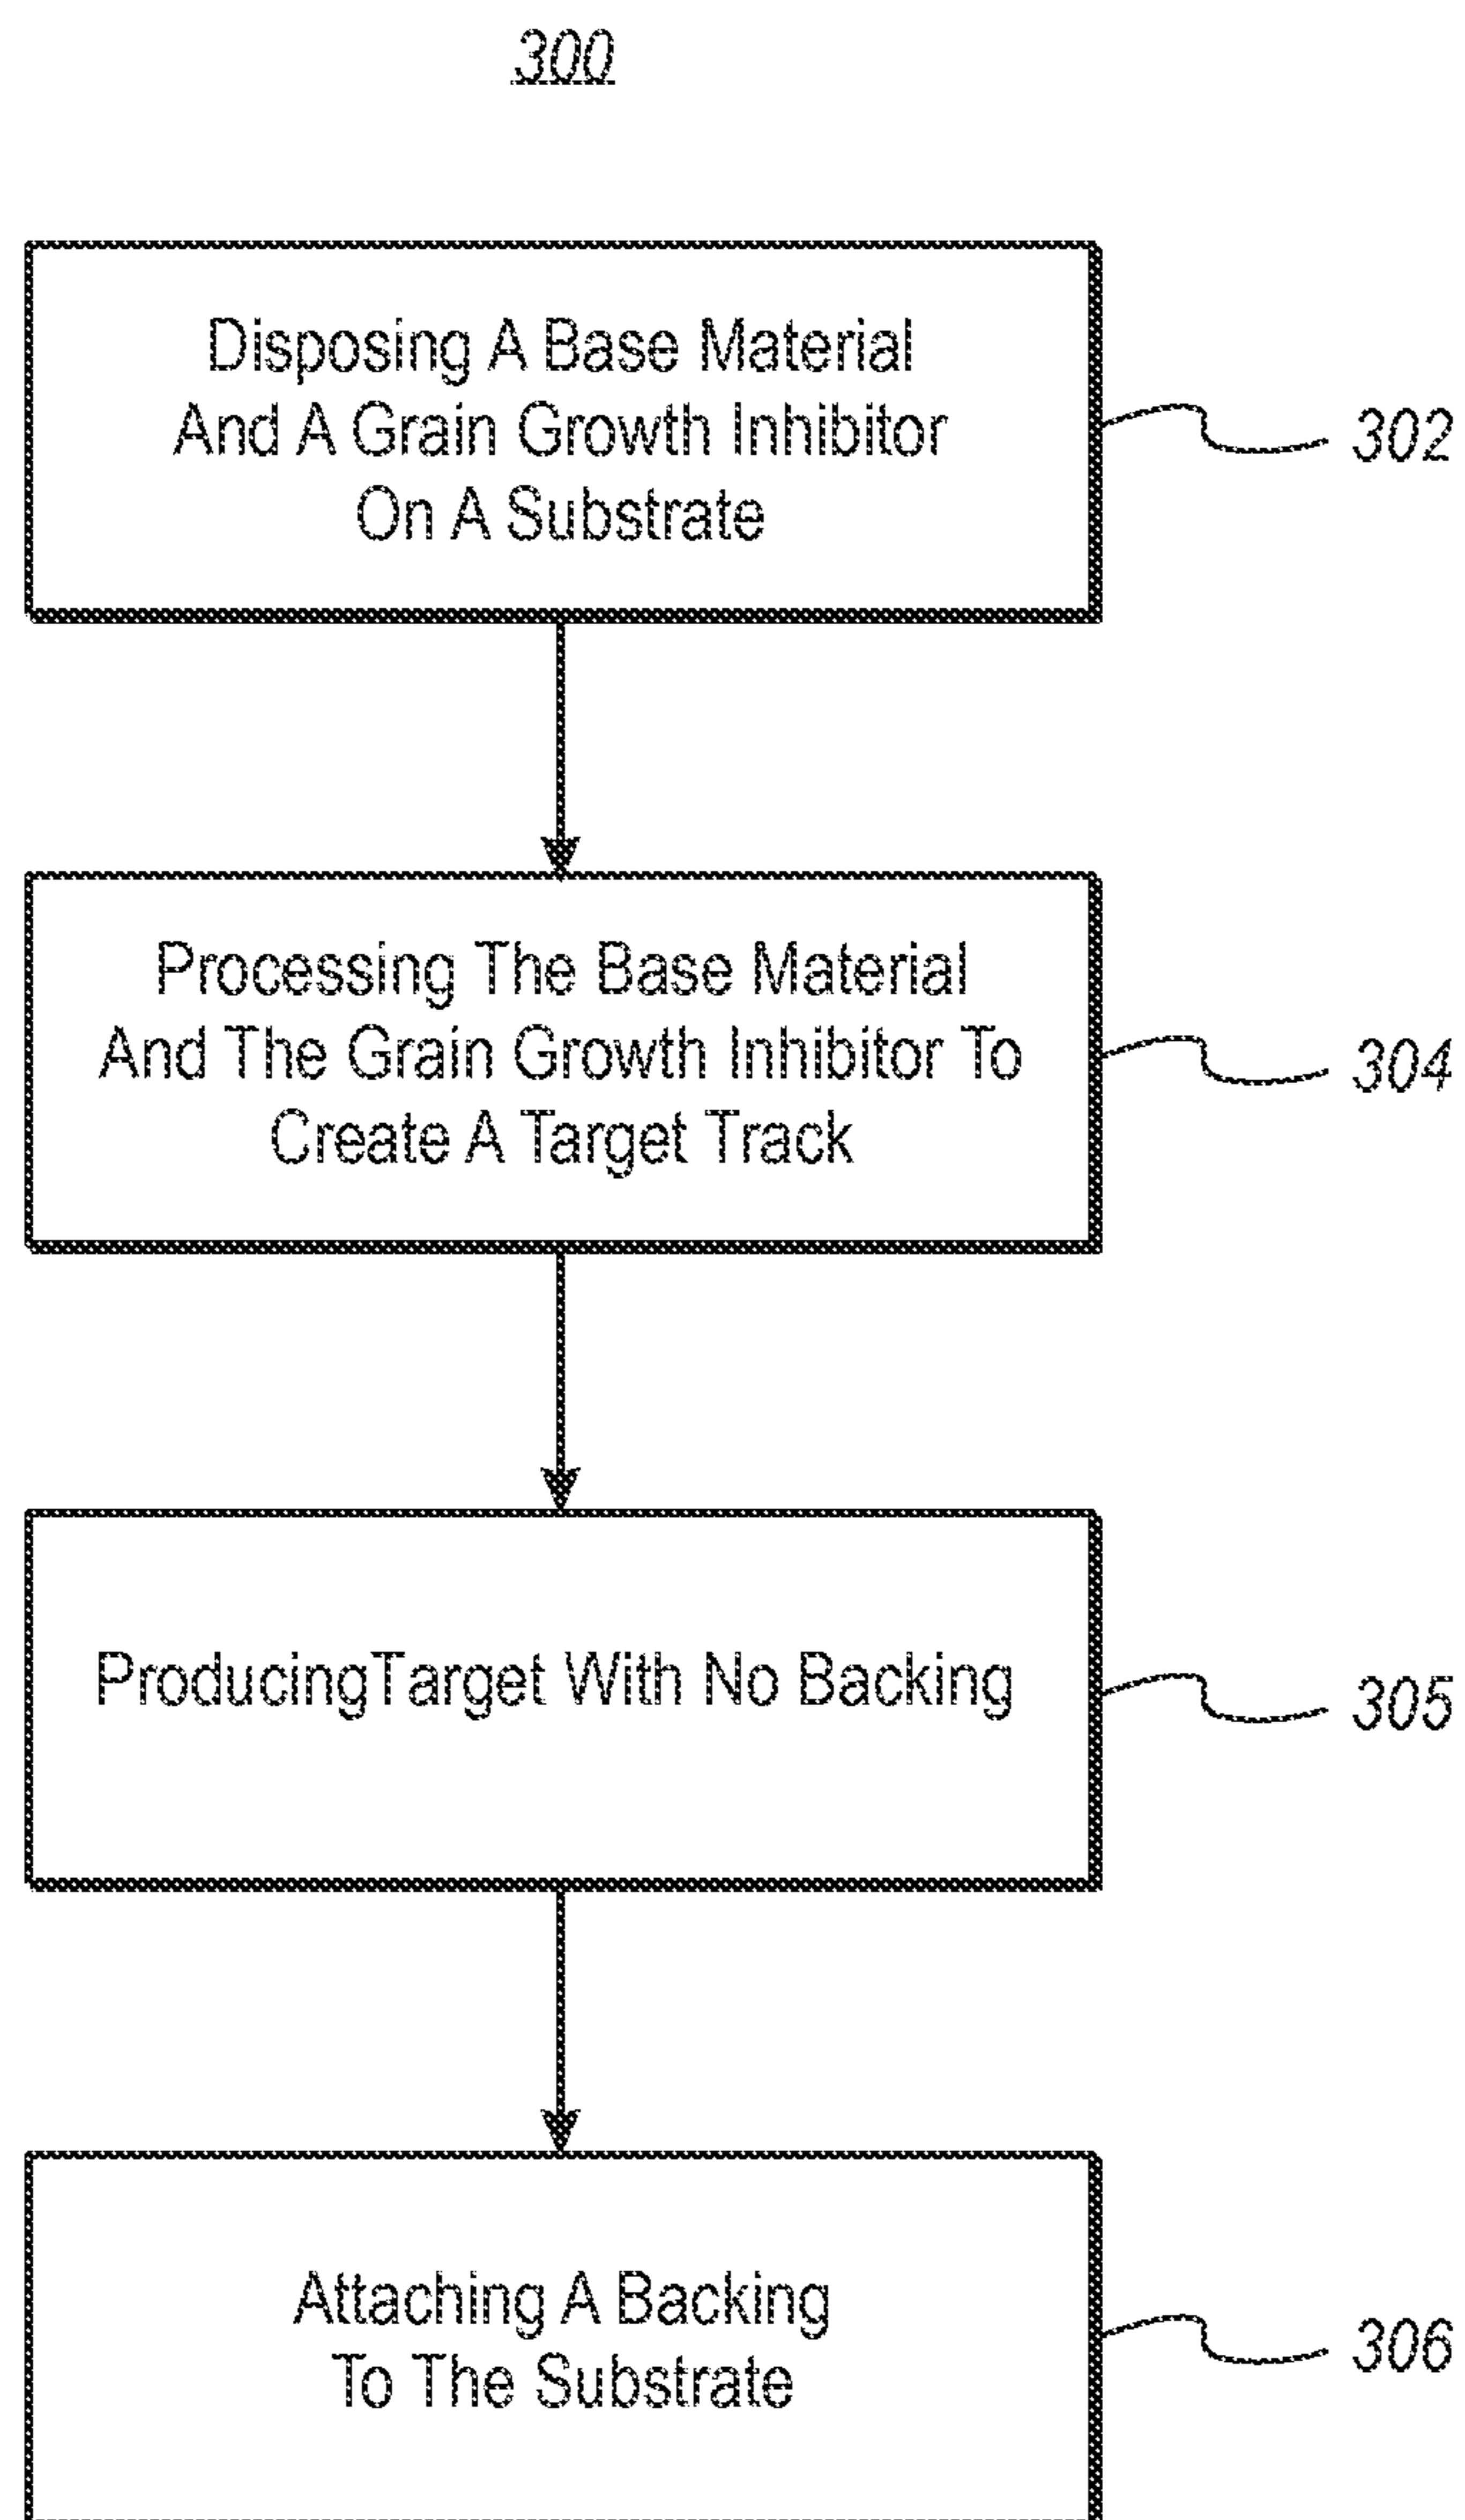 300
Disposing A Base Material
And A Grain Growth Inhibitor
On A Substrate
302
Processing The Base Material
And The Grain Growth Inhibitor To
Create A Target Track
304
ProducingTarget With No Backing
305
Attaching A Backing
To The Substrate
306